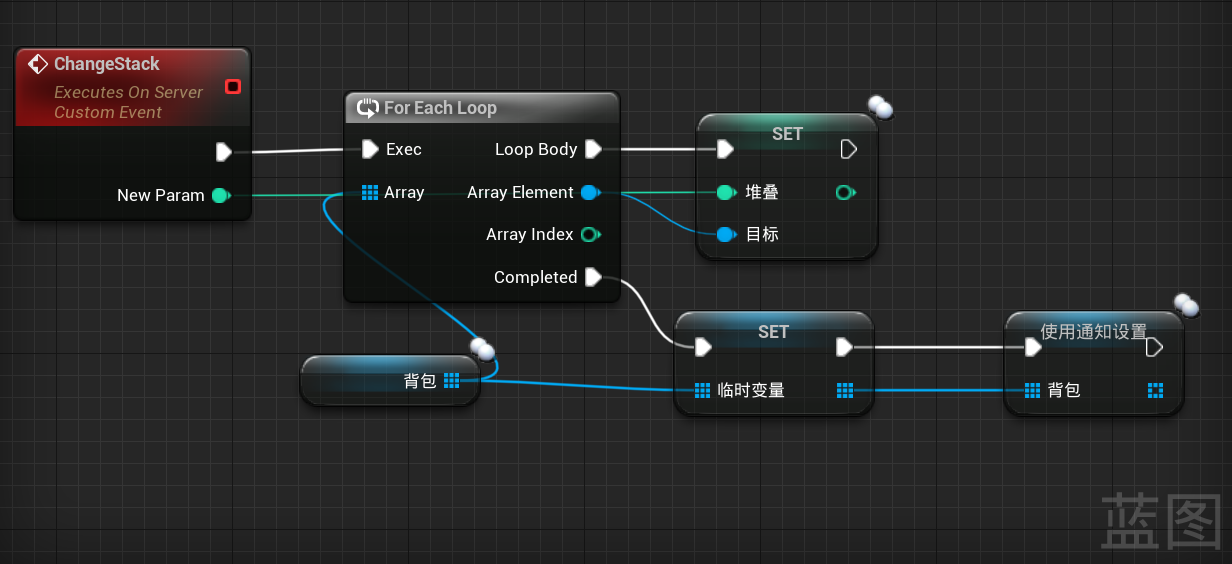 ChangeStack
Executes On Server
Custom Event
New Param
For Each Loop
Exec
Loop Body
Array
Array Element
Array Index
Completed
SET
堆叠
目标
背包
SET
临时变量
使用通知设置
背包
蓝图